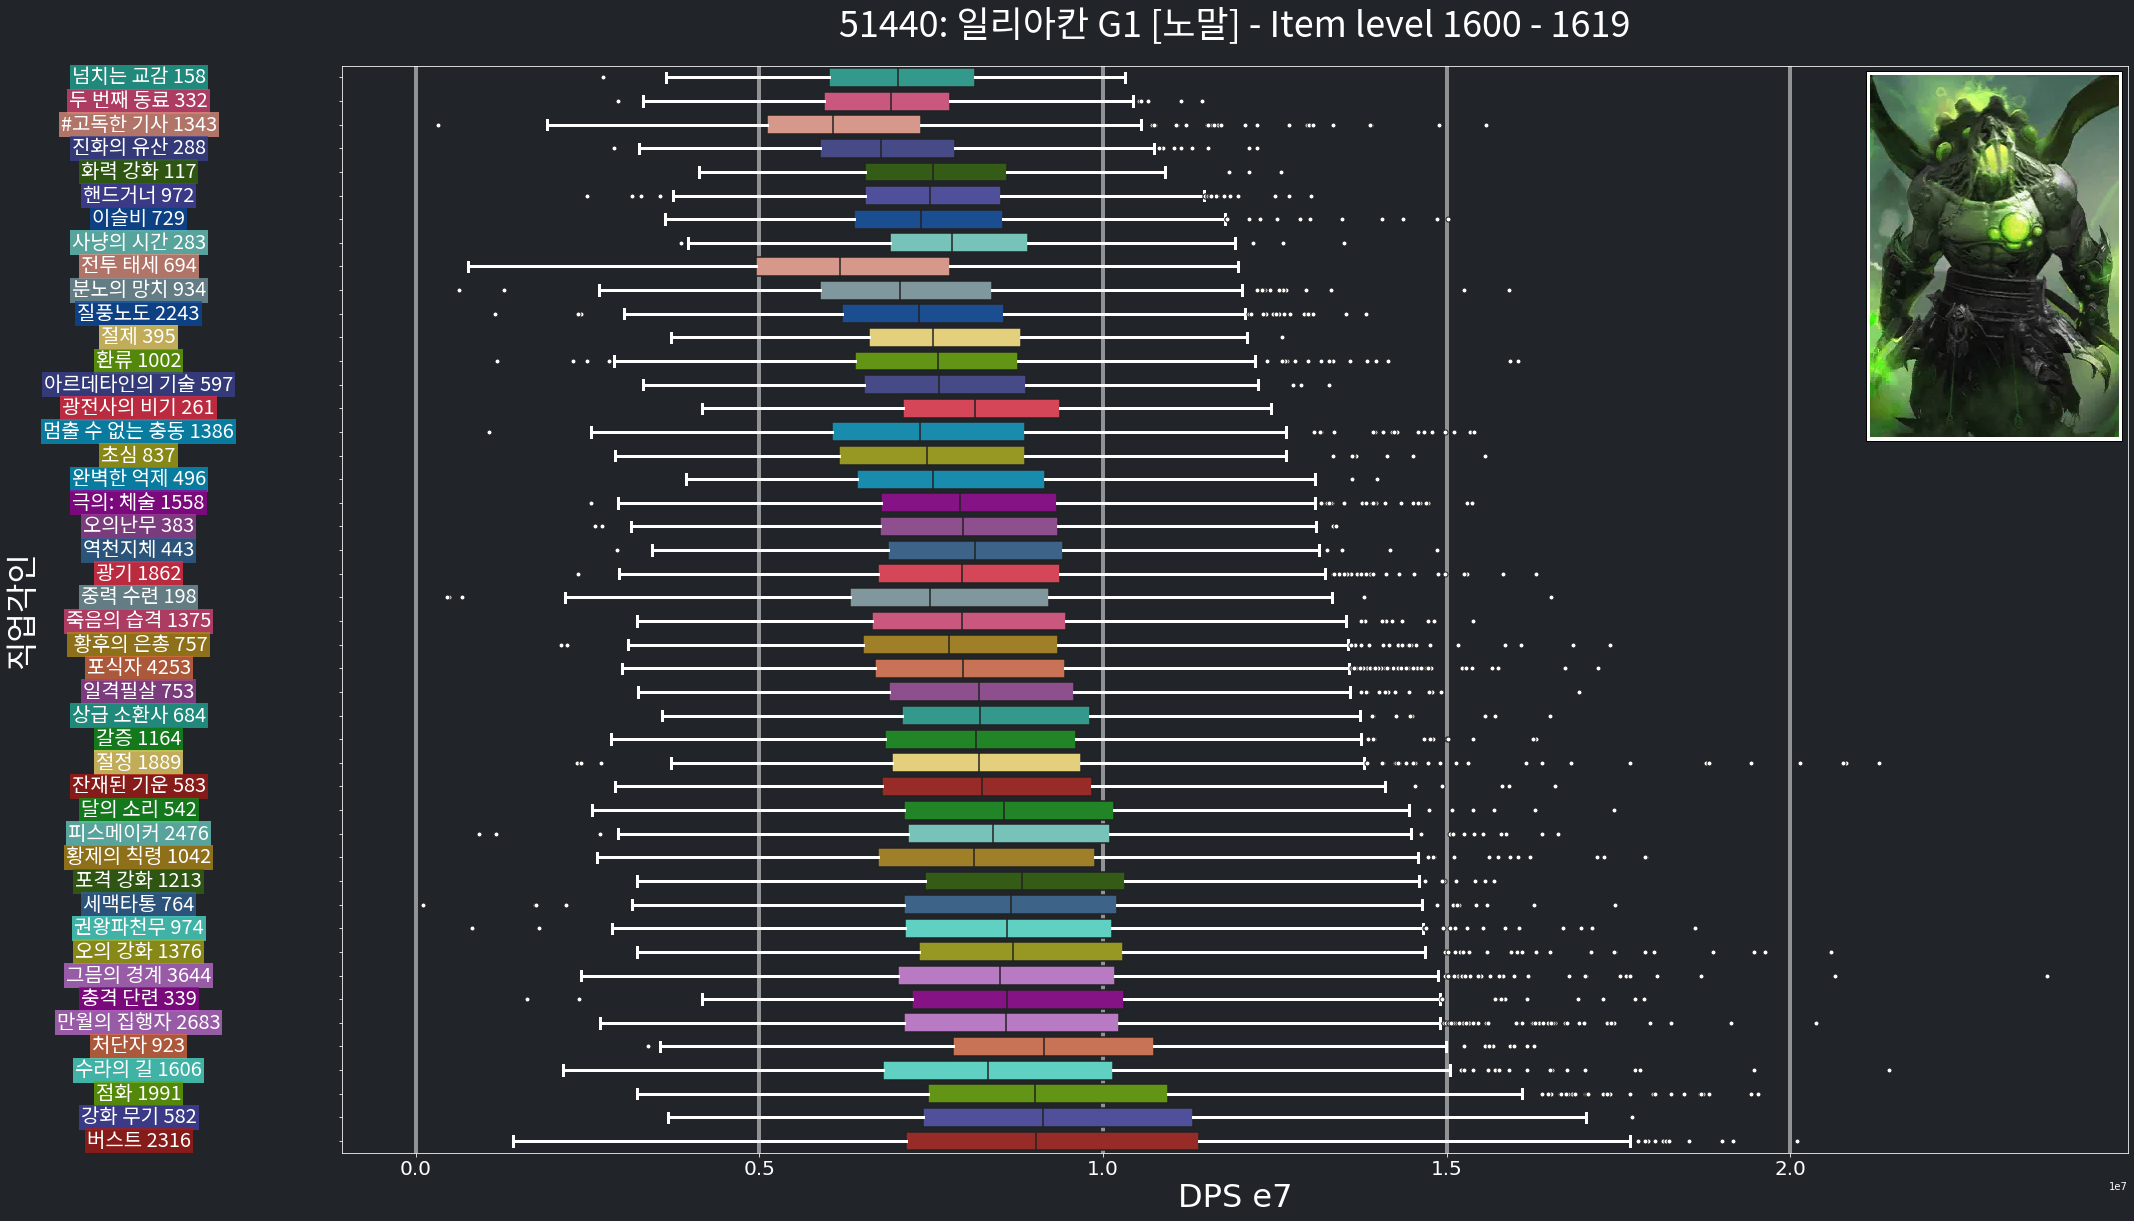 51440: 일리아칸 G1 [노말] - Item level 1600 - 1619
넘치는 교감 158
두 번째 동료 332
#고독한 기사 1343
진화의 유산 288
화력 강화 117
핸드거너 972
이슬비 729
사냥의 시간 283
전투 태세 694
분노의 망치 934
질풍노도 2243
절제 395
환류 1002
아르데타인의 기술 597
광전사의 비기 261
멈출 수 없는 충동 1386
초심 837
완벽한 억제 496
극의: 체술 1558
오의난무 383
역천지체 443
광기 1862
중력 수련 198
죽음의 습격 1375
황후의 은총 757
포식자 4253
일격필살 753
상급 소환사 684
갈증 1164
절정 1889
잔재된 기운 583
달의 소리 542
피스메이커 2476
황제의 칙령 1042
포격 강화 1213
세맥타통 764
권왕파천무 974
오의 강화 1376
그믐의 경계 3644
충격 단련 339
만월의 집행자 2683
처단자 923
수라의 길 1606
점화 1991
강화 무기 582
버스트 2316
직업각인
0.0 0.5 1.0 1.5 2.0
DPS e7
1e7